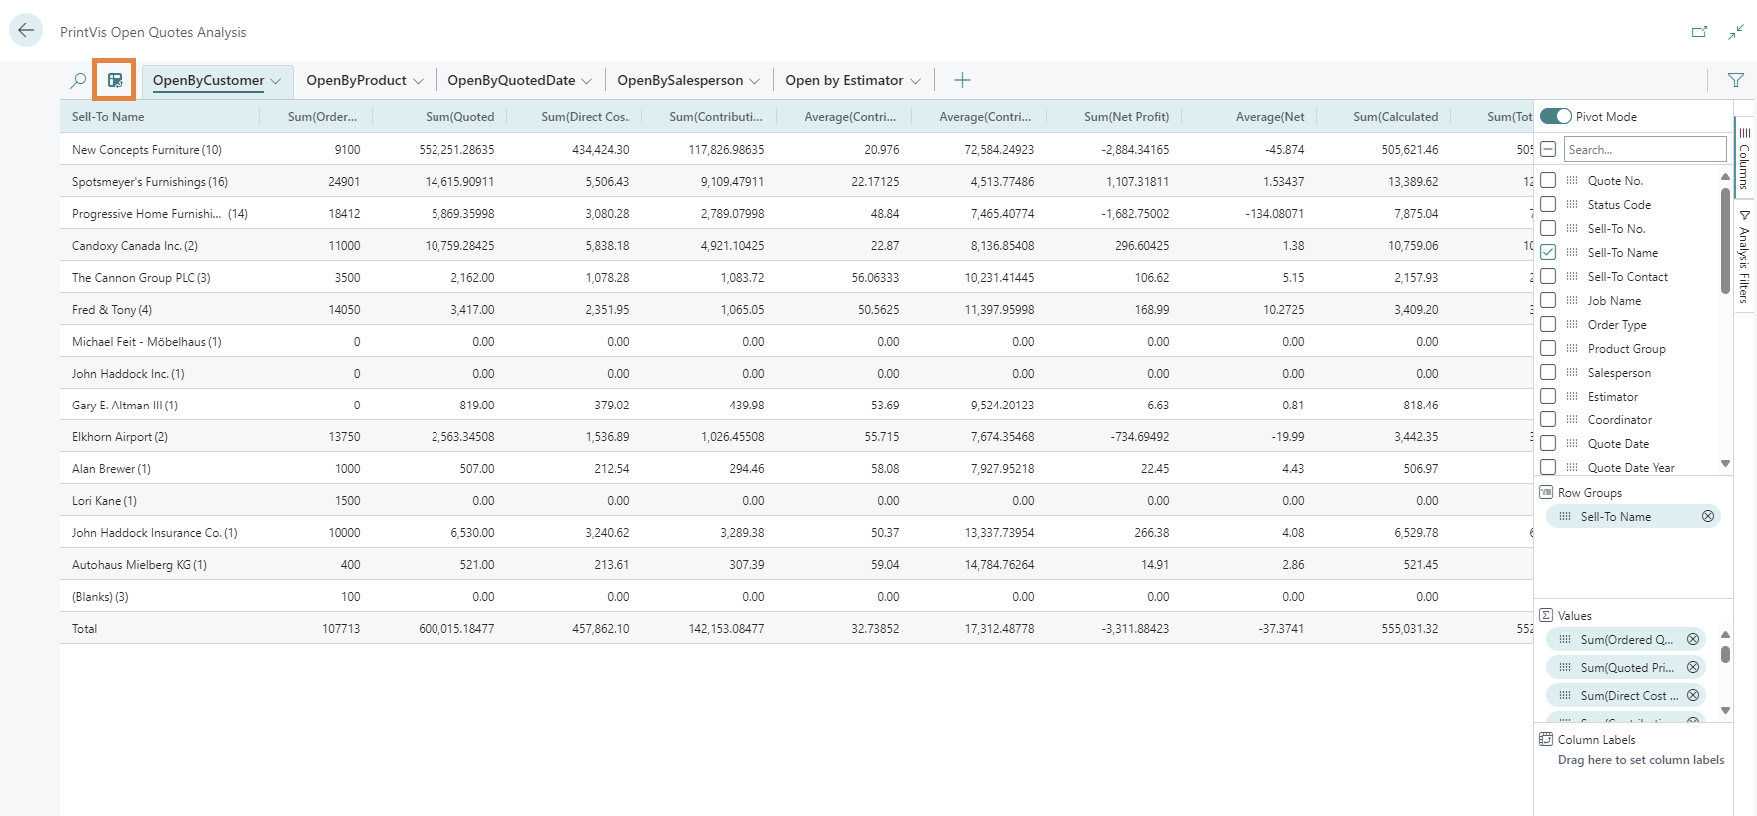 PrintVis Open Quotes Analysis
OpenByCustomer OpenByProduct OpenByQuotedDate OpenBySalesperson Open by Estimator
Sell-To Name Sum(Order... Sum(Quoted Sum(Direct Cos.. Sum(Contributi... Average(Contri... Average(Contri... Sum(Net Profit) Average(Net Sum(Calculated Sum(Tot
New Concepts Furniture (10) 9100 552,251.28635 434,424.30 117,826.98635 20.976 72,584.24923 -2,884.34165 -45.874 505,621.46 505
Spotsmeyer's Furnishings (16) 24901 14,615.90911 5,506.43 9,109.47911 22.17125 4,513.77486 1,107.31811 1.53437 13,389.62 12
Progressive Home Furnishi... (14) 18412 5,869.35998 3,080.28 2,789.07998 48.84 7,465.40774 -1,682.75002 -134.08071 7,875.04 7
Candoxy Canada Inc. (2) 11000 10,759.28425 5,838.18 4,921.10425 22.87 8,136.85408 296.60425 1.38 10,759.06 10
The Cannon Group PLC (3) 3500 2,162.00 1,078.28 1,083.72 56.06333 10,231.41445 106.62 5.15 2,157.93 2
Fred & Tony (4) 14050 3,417.00 2,351.95 1,065.05 50.5625 11,397.95998 168.99 10.2725 3,409.20 3
Michael Feit - Möbelhaus (1) 0 0.00 0.00 0.00 0.00 0.00 0.00 0.00 0.00
John Haddock Inc. (1) 0 0.00 0.00 0.00 0.00 0.00 0.00 0.00 0.00
Gary E. Altman III (1) 0 819.00 379.02 439.98 53.69 9,524.20123 6.63 0.81 818.46
Elkhorn Airport (2) 13750 2,563.34508 1,536.89 1,026.45508 55.715 7,674.35468 -734.69492 -19.99 3,442.35 3
Alan Brewer (1) 1000 507.00 212.54 294.46 58.08 7,927.95218 22.45 4.43 506.97
Lori Kane (1) 1500 0.00 0.00 0.00 0.00 0.00 0.00 0.00 0.00
John Haddock Insurance Co. (1) 10000 6,530.00 3,240.62 3,289.38 50.37 13,337.73954 266.38 4.08 6,529.78 6
Autohaus Mielberg KG (1) 400 521.00 213.61 307.39 59.04 14,784.76264 14.91 2.86 521.45
(Blanks) (3) 100 0.00 0.00 0.00 0.00 0.00 0.00 0.00 0.00
Total 107713 600,015.18477 457,862.10 142,153.08477 32.73852 17,312.48778 -3,311.88423 -37.3741 555,031.32 552
Pivot Mode
Search...
Quote No.
Status Code
Sell-To No.
Sell-To Name
Sell-To Contact
Job Name
Order Type
Product Group
Salesperson
Estimator
Coordinator
Quote Date
Quote Date Year
Row Groups
Sell-To Name
Values
Sum(Ordered Q...
Sum(Quoted Pri...
Sum(Direct Cost ...
Column Labels
Drag here to set column labels
Columns
Analysis Filters